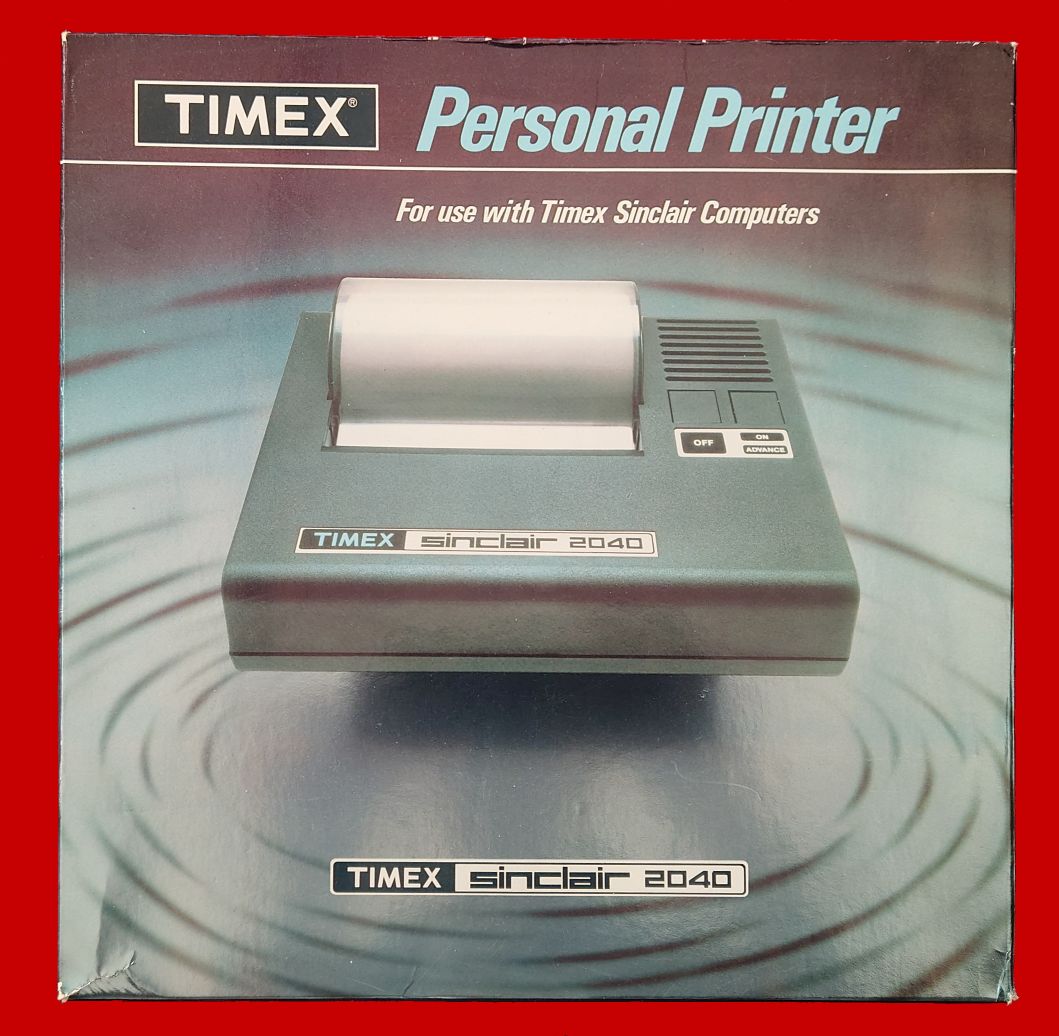 TIMEX® Personal Printer
For use with Timex Sinclair Computers
OFF ON
ADVANCE
TIMEX sinclair 2040
TIMEX sinclair 2040